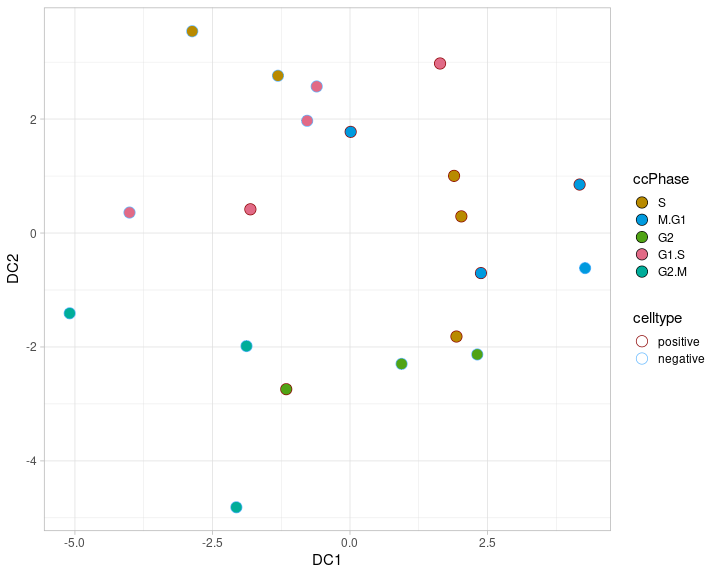 2
0
-2
-4
-5.0
-2.5
0.0
2.5
DC1
DC2
ccPhase
S
M.G1
G2
G1.S
G2.M
celltype
positive
negative